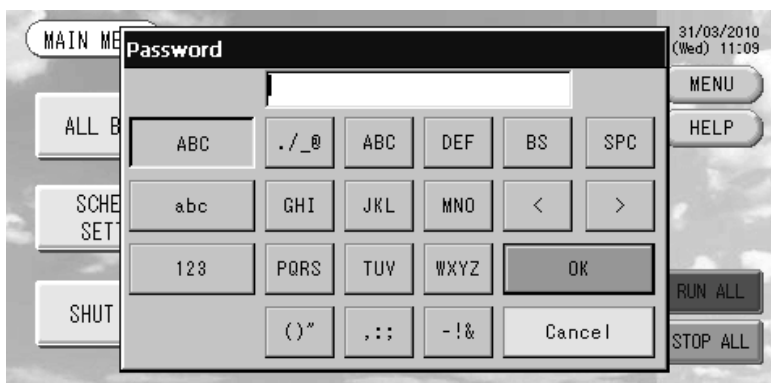 MAIN ME
31/03/2010
(Wed) 11:09
Password
MENU
ALL B
HELP
ABC ./_@ ABC DEF BS SPC
SCHE
SETT
abc GHI JKL MNO < >
123 PQRS TUV WXYZ OK
RUN ALL
SHUT
()" ,:; -!& Cancel
STOP ALL